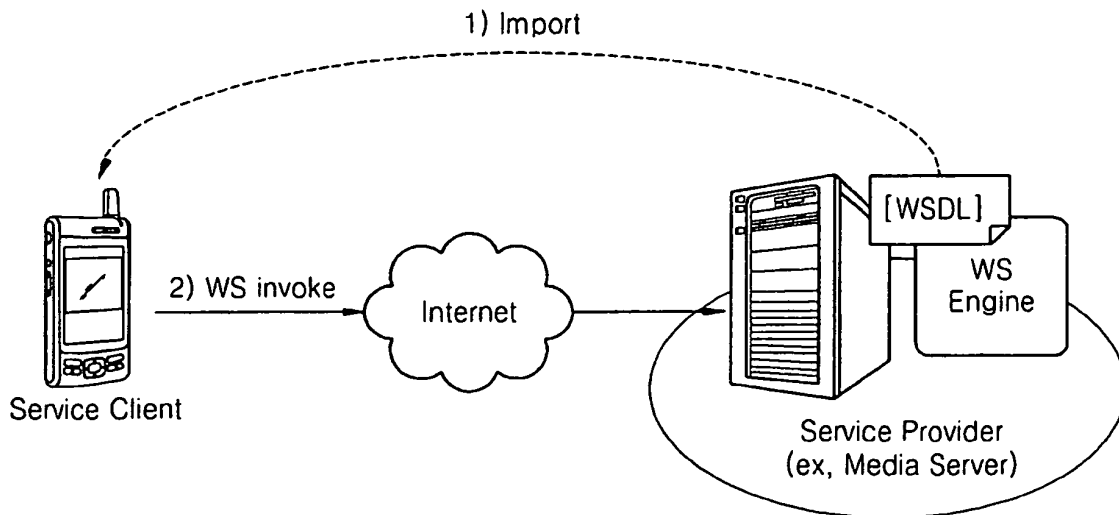 1) Import
[WSDL]
WS
Engine
2) WS invoke
Internet
Service Client
Service Provider
(ex, Media Server)